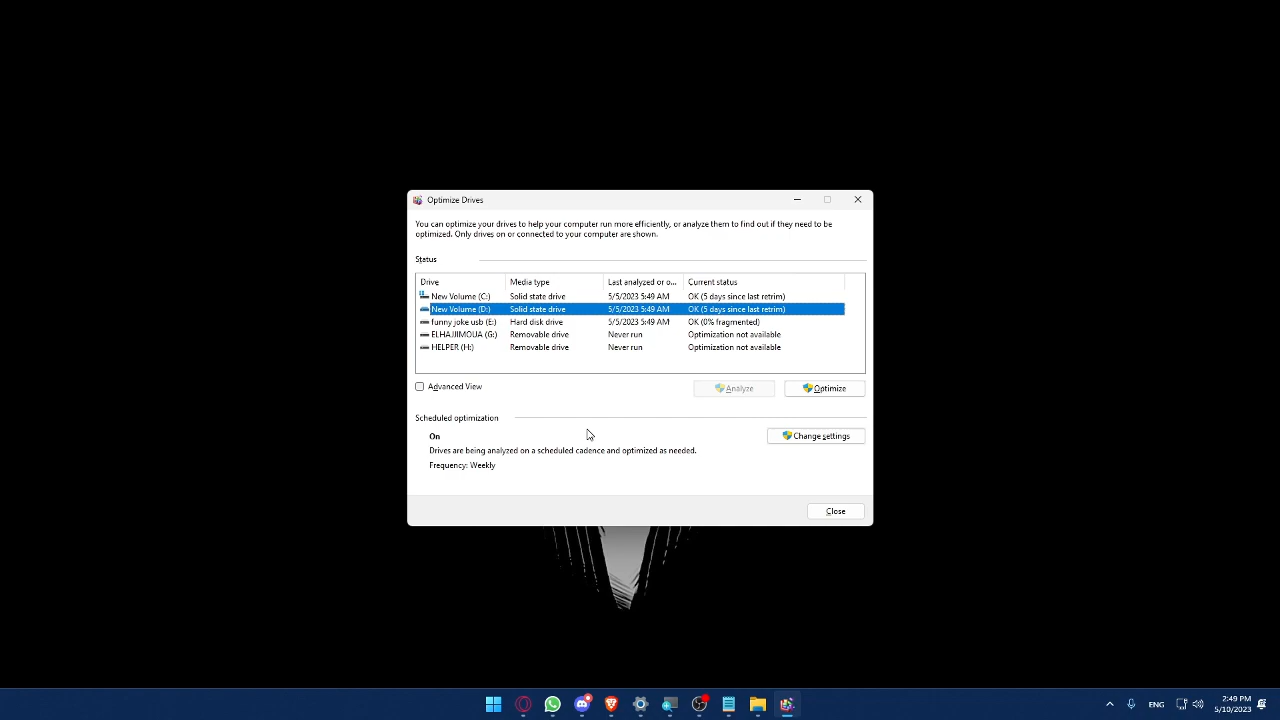 Optimize Drives
You can optimize your drives to help your computer run more efficiently, or analyze them to find out if they need to be
optimized. Only drives on or connected to your computer are shown.
Status
Drive Media type Last analyzed or o... Current status
New Volume (C:) Solid state drive 5/5/2023 5:49 AM OK (5 days since last retrim)
New Volume (D:) Solid state drive 5/5/2023 5:49 AM OK (5 days since last retrim)
funny joke usb (E:) Hard disk drive 5/5/2023 5:49 AM OK (0% fragmented)
ELHAJJIMOUA (G:) Removable drive Never run Optimization not available
HELPER (H:) Removable drive Never run Optimization not available
Advanced View Analyze Optimize
Scheduled optimization
On Change settings
Drives are being analyzed on a scheduled cadence and optimized as needed.
Frequency: Weekly
Close
2:49 PM
ENG
5/10/2023